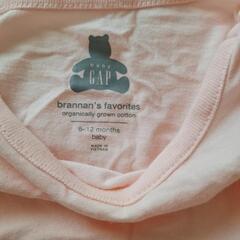 baby
GAP
brannan's favorites
organically grown cotton
6-12 months
baby
MADE IN
VIETNAM